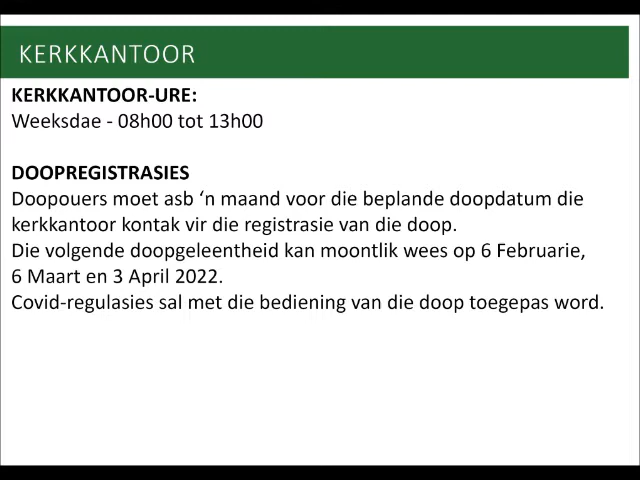 KERKKANTOOR
KERKKANTOOR-URE:
Weeksdae - 08h00 tot 13h00
DOOPREGISTRASIES
Doopouers moet asb ‘n maand voor die beplande doopdatum die
kerkkantoor kontak vir die registrasie van die doop.
Die volgende doopgeleentheid kan moontlik wees op 6 Februarie,
6 Maart en 3 April 2022.
Covid-regulasies sal met die bediening van die doop toegepas word.